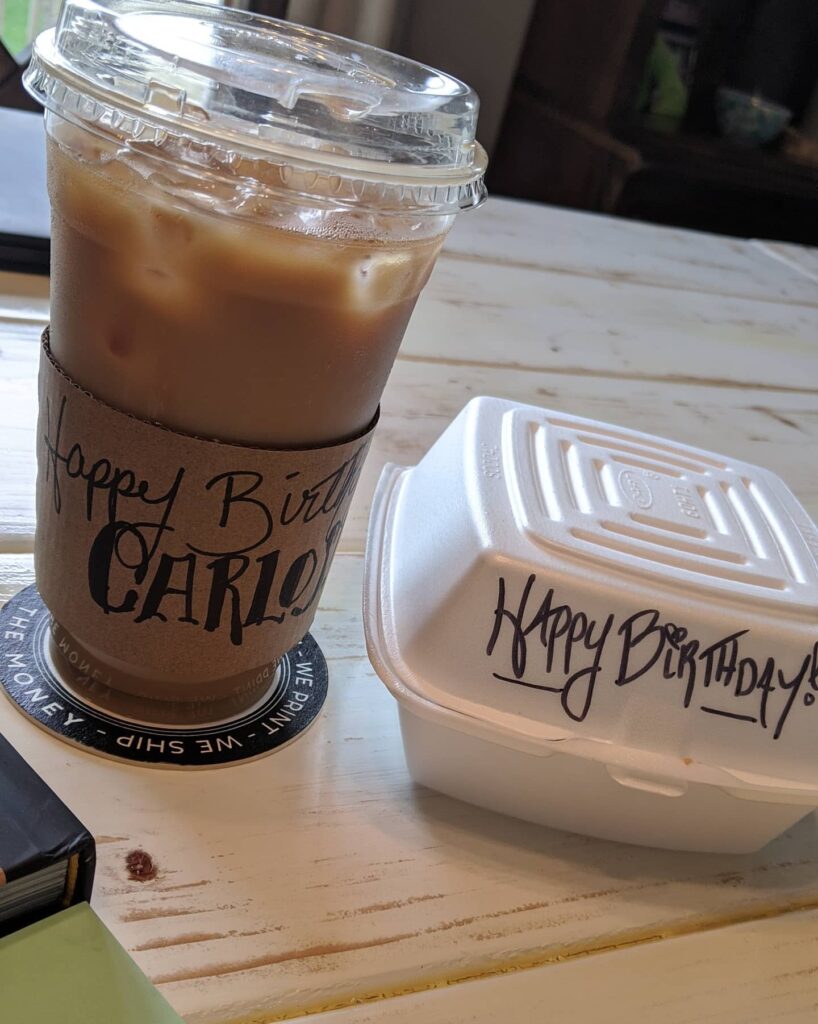 Happy Birth
CARLOS
HAPPY BIRTHDAY!
THE MONEY - WE SHIP - WE PRINT -